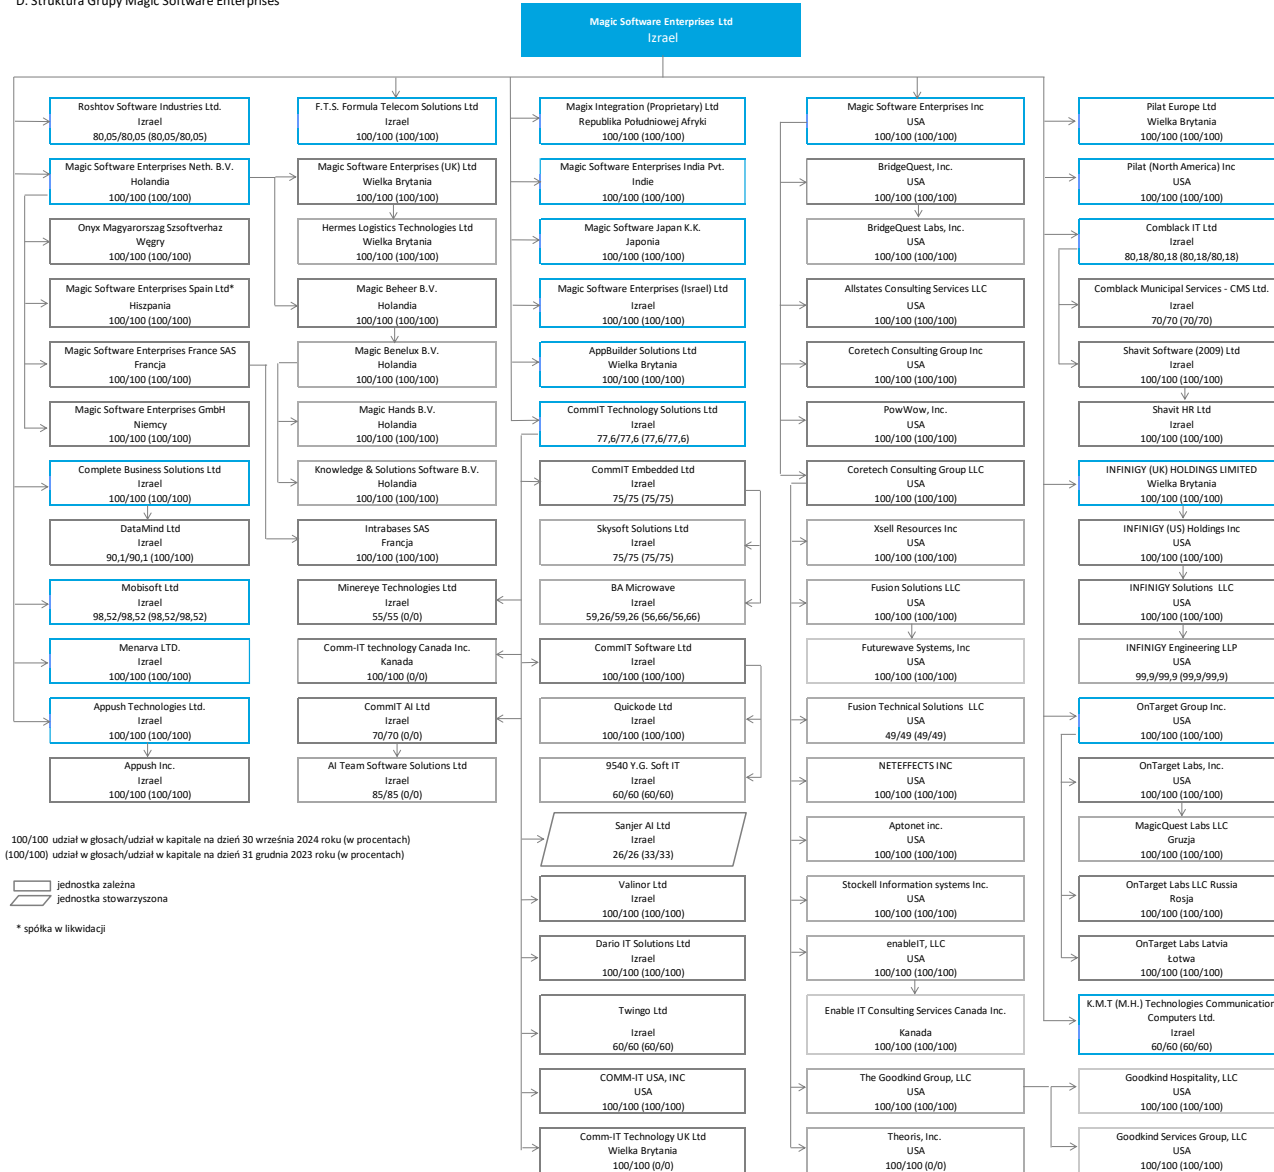 D. Struktura Grupy Magic Software Enterprises
Magic Software Enterprises Ltd
Izrael
Roshtov Software Industries Ltd.
Izrael
80,05/80,05 (80,05/80,05)
Magic Software Enterprises Neth. B.V.
Holandia
100/100 (100/100)
Onyx Magyarorszag Szsoftverhaz
Węgry
100/100 (100/100)
Magic Software Enterprises Spain Ltd*
Hiszpania
100/100 (100/100)
Magic Software Enterprises France SAS
Francja
100/100 (100/100)
Magic Software Enterprises GmbH
Niemcy
100/100 (100/100)
Complete Business Solutions Ltd
Izrael
100/100 (100/100)
DataMind Ltd
Izrael
90,1/90,1 (100/100)
Mobisoft Ltd
Izrael
98,52/98,52 (98,52/98,52)
Menarva LTD.
Izrael
100/100 (100/100)
Appush Technologies Ltd.
Izrael
100/100 (100/100)
Appush Inc.
Izrael
100/100 (100/100)
F.T.S. Formula Telecom Solutions Ltd
Izrael
100/100 (100/100)
Magic Software Enterprises (UK) Ltd
Wielka Brytania
100/100 (100/100)
Hermes Logistics Technologies Ltd
Wielka Brytania
100/100 (100/100)
Magic Beheer B.V.
Holandia
100/100 (100/100)
Magic Benelux B.V.
Holandia
100/100 (100/100)
Magic Hands B.V.
Holandia
100/100 (100/100)
Knowledge & Solutions Software B.V.
Holandia
100/100 (100/100)
Intrabases SAS
Francja
100/100 (100/100)
Minereye Technologies Ltd
Izrael
55/55 (0/0)
Comm-IT technology Canada Inc.
Kanada
100/100 (0/0)
CommIT AI Ltd
Izrael
70/70 (0/0)
AI Team Software Solutions Ltd
Izrael
85/85 (0/0)
Magix Integration (Proprietary) Ltd
Republika Południowej Afryki
100/100 (100/100)
Magic Software Enterprises India Pvt.
Indie
100/100 (100/100)
Magic Software Japan K.K.
Japonia
100/100 (100/100)
Magic Software Enterprises (Israel) Ltd
Izrael
100/100 (100/100)
AppBuilder Solutions Ltd
Wielka Brytania
100/100 (100/100)
CommIT Technology Solutions Ltd
Izrael
77,6/77,6 (77,6/77,6)
CommIT Embedded Ltd
Izrael
75/75 (75/75)
Skysoft Solutions Ltd
Izrael
75/75 (75/75)
BA Microwave
Izrael
59,26/59,26 (56,66/56,66)
CommIT Software Ltd
Izrael
100/100 (100/100)
Quickode Ltd
Izrael
100/100 (100/100)
9540 Y.G. Soft IT
Izrael
60/60 (60/60)
Sanjer AI Ltd
Izrael
26/26 (33/33)
Valinor Ltd
Izrael
100/100 (100/100)
Dario IT Solutions Ltd
Izrael
100/100 (100/100)
Twingo Ltd
Izrael
60/60 (60/60)
COMM-IT USA, INC
USA
100/100 (100/100)
Comm-IT Technology UK Ltd
Wielka Brytania
100/100 (0/0)
Magic Software Enterprises Inc
USA
100/100 (100/100)
BridgeQuest, Inc.
USA
100/100 (100/100)
BridgeQuest Labs, Inc.
USA
100/100 (100/100)
Allstates Consulting Services LLC
USA
100/100 (100/100)
Coretech Consulting Group Inc
USA
100/100 (100/100)
PowWow, Inc.
USA
100/100 (100/100)
Coretech Consulting Group LLC
USA
100/100 (100/100)
Xsell Resources Inc
USA
100/100 (100/100)
Fusion Solutions LLC
USA
100/100 (100/100)
Futurewave Systems, Inc
USA
100/100 (100/100)
Fusion Technical Solutions LLC
USA
49/49 (49/49)
NETEFFECTS INC
USA
100/100 (100/100)
Aptonet inc.
USA
100/100 (100/100)
Stockell Information systems Inc.
USA
100/100 (100/100)
enableIT, LLC
USA
100/100 (100/100)
Enable IT Consulting Services Canada Inc.
Kanada
100/100 (100/100)
The Goodkind Group, LLC
USA
100/100 (100/100)
Theoris, Inc.
USA
100/100 (0/0)
Pilat Europe Ltd
Wielka Brytania
100/100 (100/100)
Pilat (North America) Inc
USA
100/100 (100/100)
Comblack IT Ltd
Izrael
80,18/80,18 (80,18/80,18)
Comblack Municipal Services - CMS Ltd.
Izrael
70/70 (70/70)
Shavit Software (2009) Ltd
Izrael
100/100 (100/100)
Shavit HR Ltd
Izrael
100/100 (100/100)
INFINIGY (UK) HOLDINGS LIMITED
Wielka Brytania
100/100 (100/100)
INFINIGY (US) Holdings Inc
USA
100/100 (100/100)
INFINIGY Solutions LLC
USA
100/100 (100/100)
INFINIGY Engineering LLP
USA
99,9/99,9 (99,9/99,9)
OnTarget Group Inc.
USA
100/100 (100/100)
OnTarget Labs, Inc.
USA
100/100 (100/100)
MagicQuest Labs LLC
Gruzja
100/100 (100/100)
OnTarget Labs LLC Russia
Rosja
100/100 (100/100)
OnTarget Labs Latvia
Łotwa
100/100 (100/100)
K.M.T (M.H.) Technologies Communication
Computers Ltd.
Izrael
60/60 (60/60)
Goodkind Hospitality, LLC
USA
100/100 (100/100)
Goodkind Services Group, LLC
USA
100/100 (100/100)
100/100 udział w głosach/udział w kapitale na dzień 30 września 2024 roku (w procentach)
(100/100) udział w głosach/udział w kapitale na dzień 31 grudnia 2023 roku (w procentach)
jednostka zależna
jednostka stowarzyszona
* spółka w likwidacji